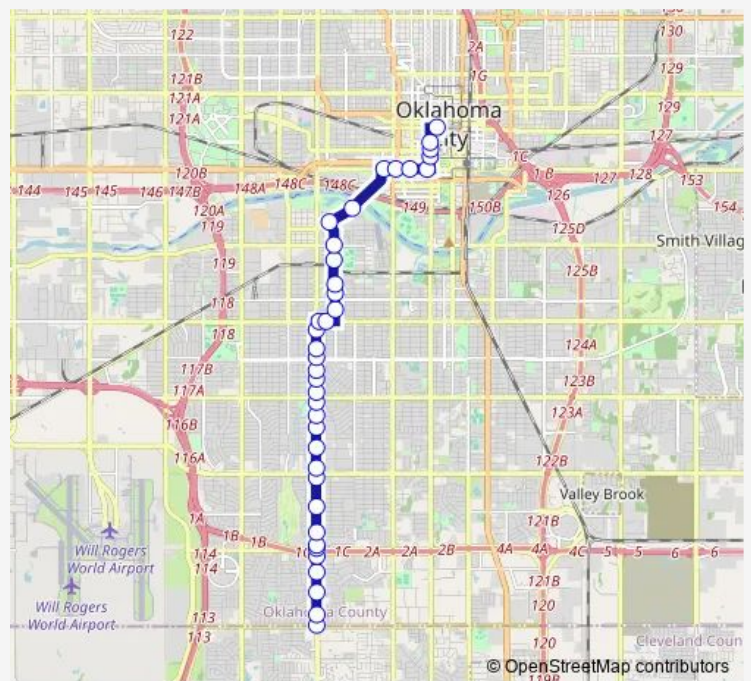 130
122
2A
130
1G
129
121B
121A
129
121A
Oklahoma
City
127
1C
120B
1 B
127
128
153
144
145
145
146
147B
148A
148C
148C
126
154
120A
149
150B
119
125D
Smith Villag
119
125B
118
118
124A
117B
123B
117A
123A
116B
116A
122B
Valley Brook
1A
121B
1B
1B
1C
2A
2A
2B
4A
4A
4C
5
5
6
6
114
114
Will Rogers
World Airport
121B
Will Rogers
World Airport
120
Oklahoma County
113
113
120
Cleveland Coun
© OpenStreetMap contributors
119B